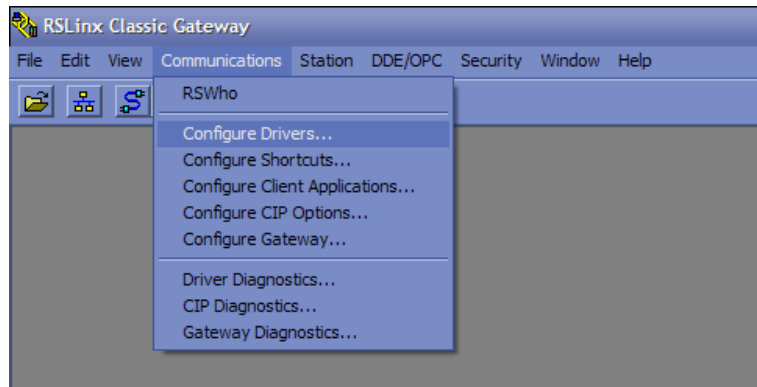 RSLinx Classic Gateway
File Edit View Communications Station DDE/OPC Security Window Help
RSWho
Configure Drivers...
Configure Shortcuts...
Configure Client Applications...
Configure CIP Options...
Configure Gateway...
Driver Diagnostics...
CIP Diagnostics...
Gateway Diagnostics...